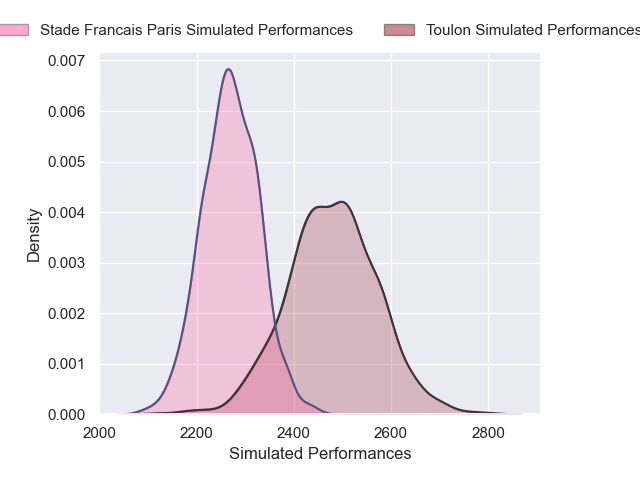 Stade Francais Paris Simulated Performances
Toulon Simulated Performances
0.007
0.006
0.005
0.004
0.003
0.002
0.001
0.000
Density
2000 2200 2400 2600 2800
Simulated Performances